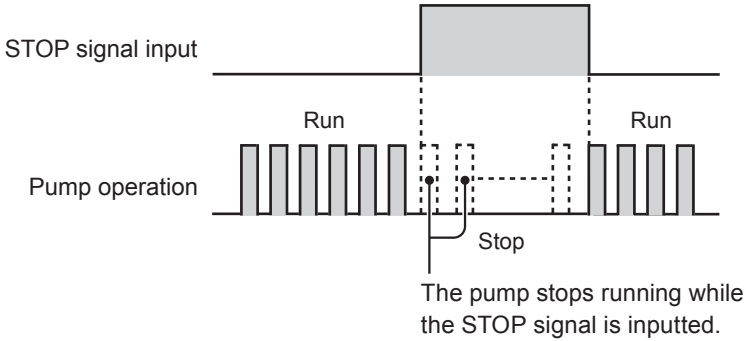 STOP signal input
Run
Run
Pump operation
Stop
The pump stops running while
the STOP signal is inputted.